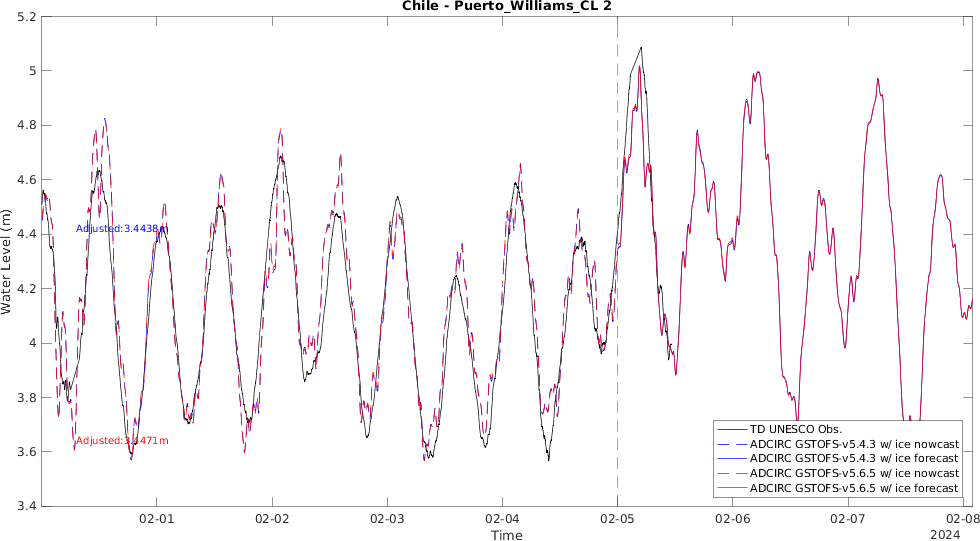 Chile - Puerto_Williams_CL 2
5.2
5
4.8
4.6
4.4
4.2
4
3.8
3.6
3.4
Water Level (m)
Adjusted:3.4438m
Adjusted:3.6471m
TD UNESCO Obs.
ADCIRC GSTOFS-v5.4.3 w/ ice nowcast
ADCIRC GSTOFS-v5.4.3 w/ ice forecast
ADCIRC GSTOFS-v5.6.5 w/ ice nowcast
ADCIRC GSTOFS-v5.6.5 w/ ice forecast
02-01 02-02 02-03 02-04 02-05 02-06 02-07 02-08
Time
2024